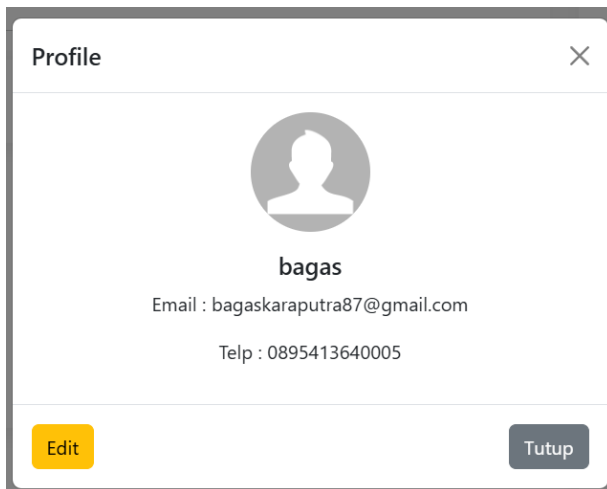 Profile
bagas
Email : bagaskaraputra87@gmail.com
Telp : 0895413640005
Edit
Tutup